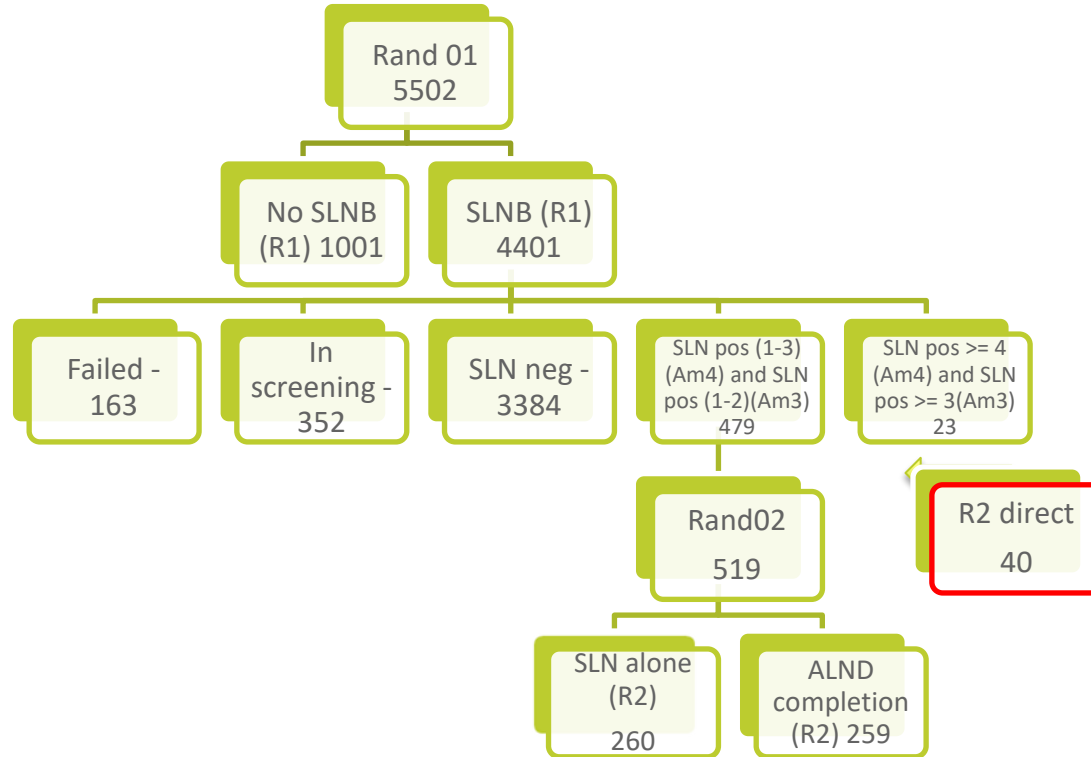 Rand 01
5502
No SLNB
(R1) 1001
SLNB (R1)
4401
Failed -
163
In
screening -
352
SLN neg -
3384
SLN pos (1-3)
(Am4) and SLN
pos (1-2)(Am3)
479
SLN pos >= 4
(Am4) and SLN
pos >= 3(Am3)
23
Rand02
519
R2 direct
40
SLN alone
(R2)
260
ALND
completion
(R2) 259